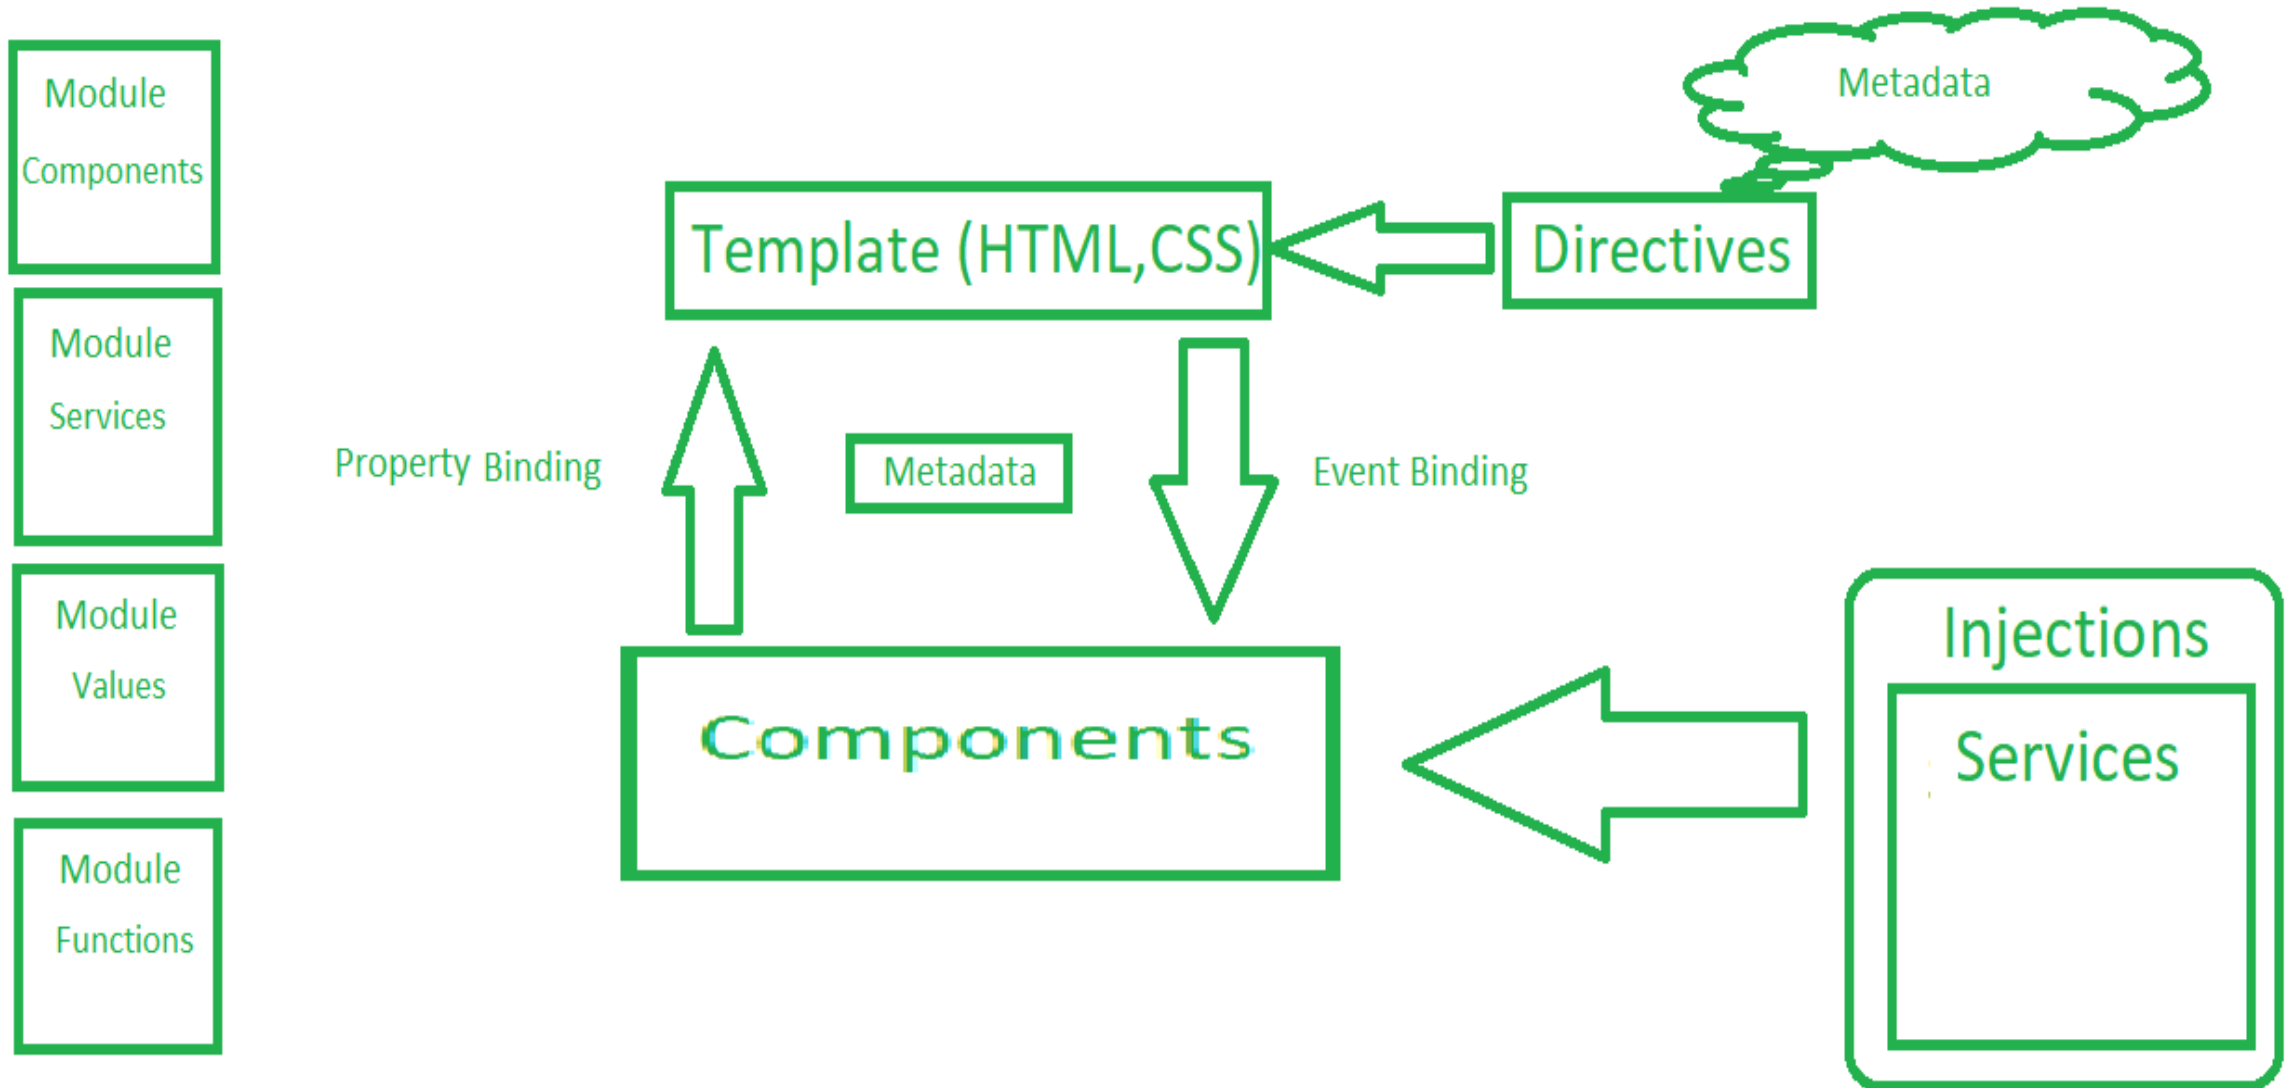 Module
Components
Module
Services
Module
Values
Module
Functions
Metadata
Template (HTML,CSS)
Directives
Property Binding
Metadata
Event Binding
Components
Injections
Services